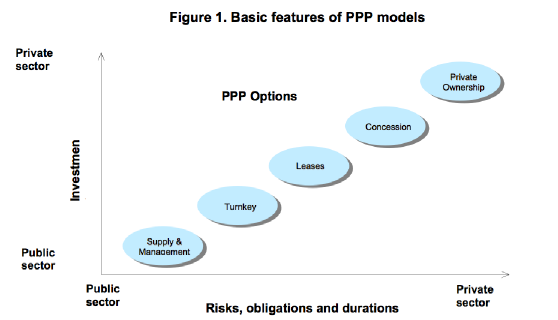 Figure 1. Basic features of PPP models
Private
sector
PPP Options
Private
Ownership
Concession
Leases
Turnkey
Supply &
Management
Investmen
Public
sector
Public
sector
Private
sector
Risks, obligations and durations